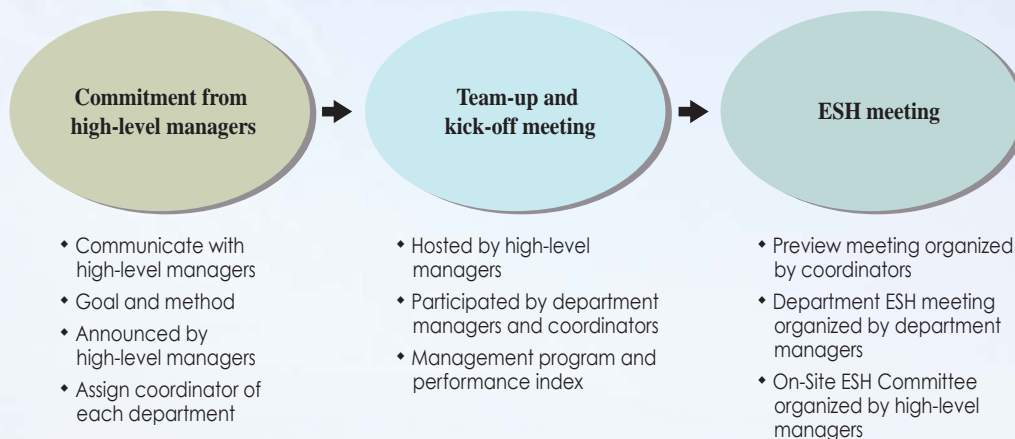 Commitment from
high-level managers
Team-up and
kick-off meeting
ESH meeting
◆ Communicate with
high-level managers
◆ Goal and method
◆ Announced by
high-level managers
◆ Assign coordinator of
each department
◆ Hosted by high-level
managers
◆ Participated by department
managers and coordinators
◆ Management program and
performance index
◆ Preview meeting organized
by coordinators
◆ Department ESH meeting
organized by department
managers
◆ On-Site ESH Committee
organized by high-level
managers